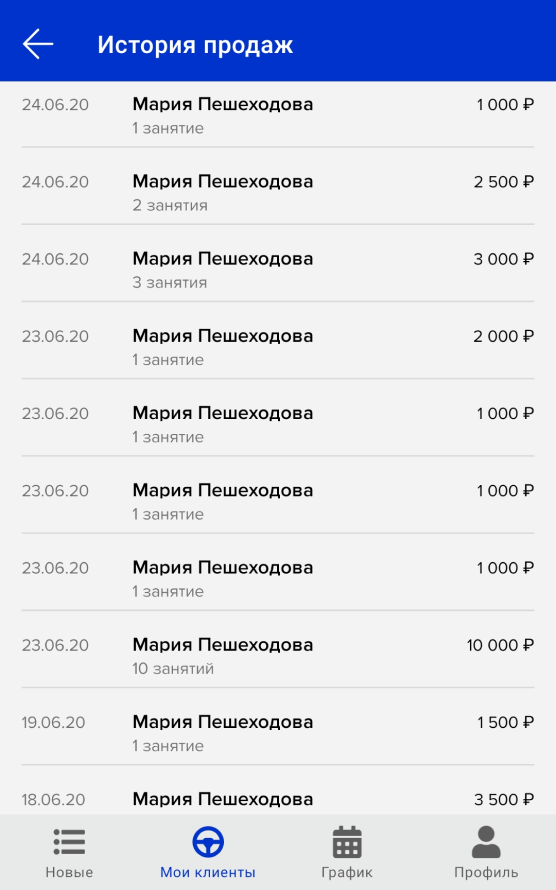 История продаж
24.06.20 Мария Пешеходова 1 000 ₽
1 занятие
24.06.20 Мария Пешеходова 2 500 ₽
2 занятия
24.06.20 Мария Пешеходова 3 000 ₽
3 занятия
23.06.20 Мария Пешеходова 2 000 ₽
1 занятие
23.06.20 Мария Пешеходова 1 000 ₽
1 занятие
23.06.20 Мария Пешеходова 1 000 ₽
1 занятие
23.06.20 Мария Пешеходова 1 000 ₽
1 занятие
23.06.20 Мария Пешеходова 10 000 ₽
10 занятий
19.06.20 Мария Пешеходова 1 500 ₽
1 занятие
18.06.20 Мария Пешеходова 3 500 ₽
Новые Мои клиенты График Профиль